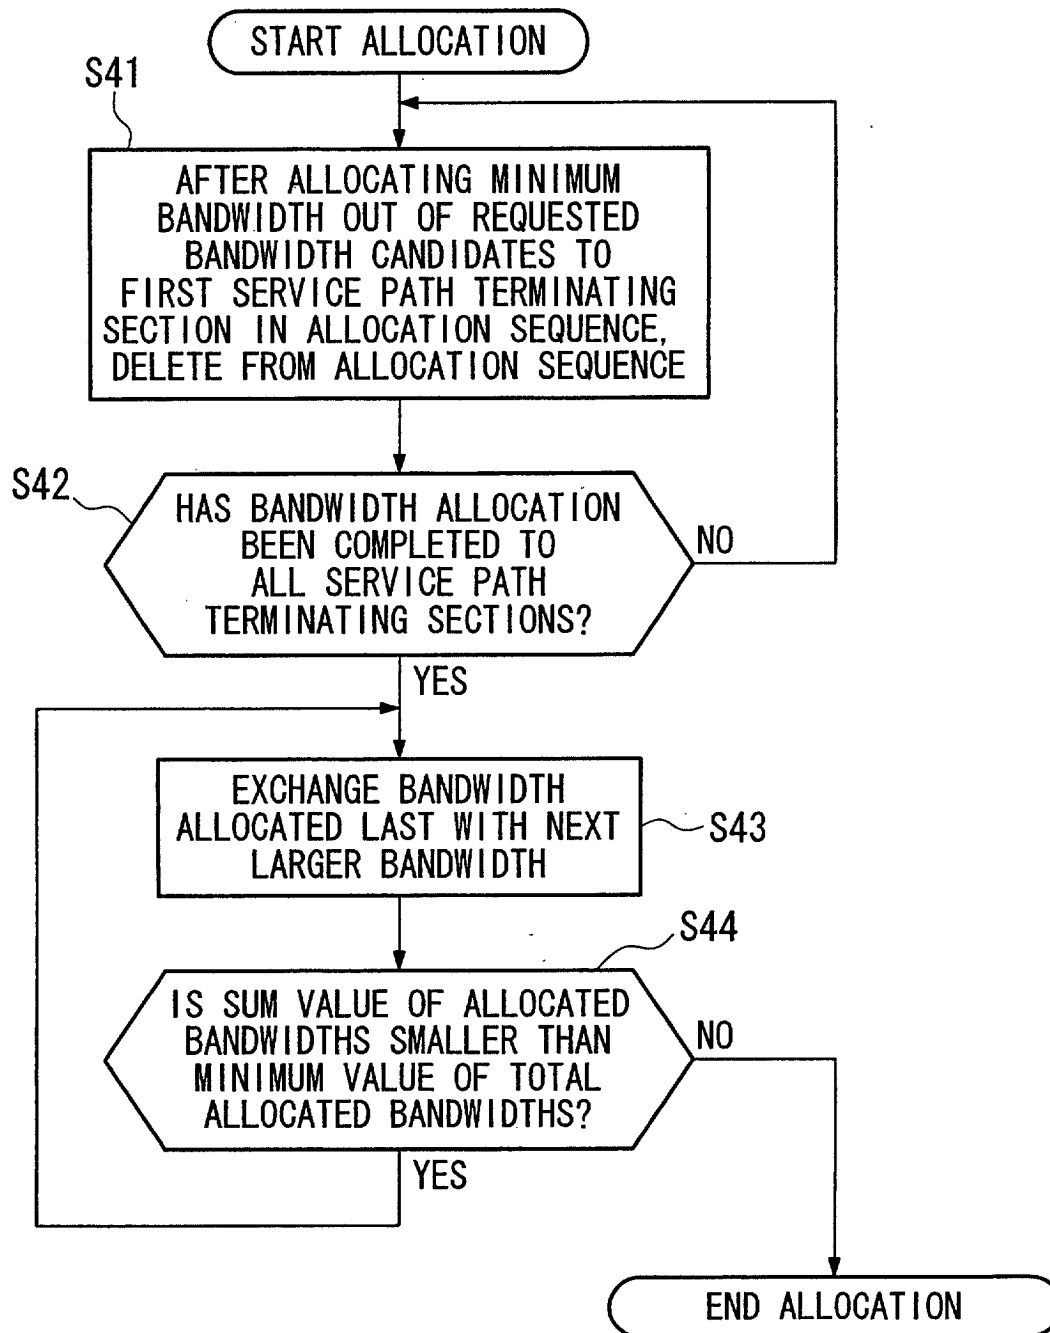 START ALLOCATION
S41
AFTER ALLOCATING MINIMUM
BANDWIDTH OUT OF REQUESTED
BANDWIDTH CANDIDATES TO
FIRST SERVICE PATH TERMINATING
SECTION IN ALLOCATION SEQUENCE,
DELETE FROM ALLOCATION SEQUENCE
S42
HAS BANDWIDTH ALLOCATION
BEEN COMPLETED TO
ALL SERVICE PATH
TERMINATING SECTIONS?
NO
YES
EXCHANGE BANDWIDTH
ALLOCATED LAST WITH NEXT
LARGER BANDWIDTH
S43
S44
IS SUM VALUE OF ALLOCATED
BANDWIDTHS SMALLER THAN
MINIMUM VALUE OF TOTAL
ALLOCATED BANDWIDTHS?
NO
YES
END ALLOCATION